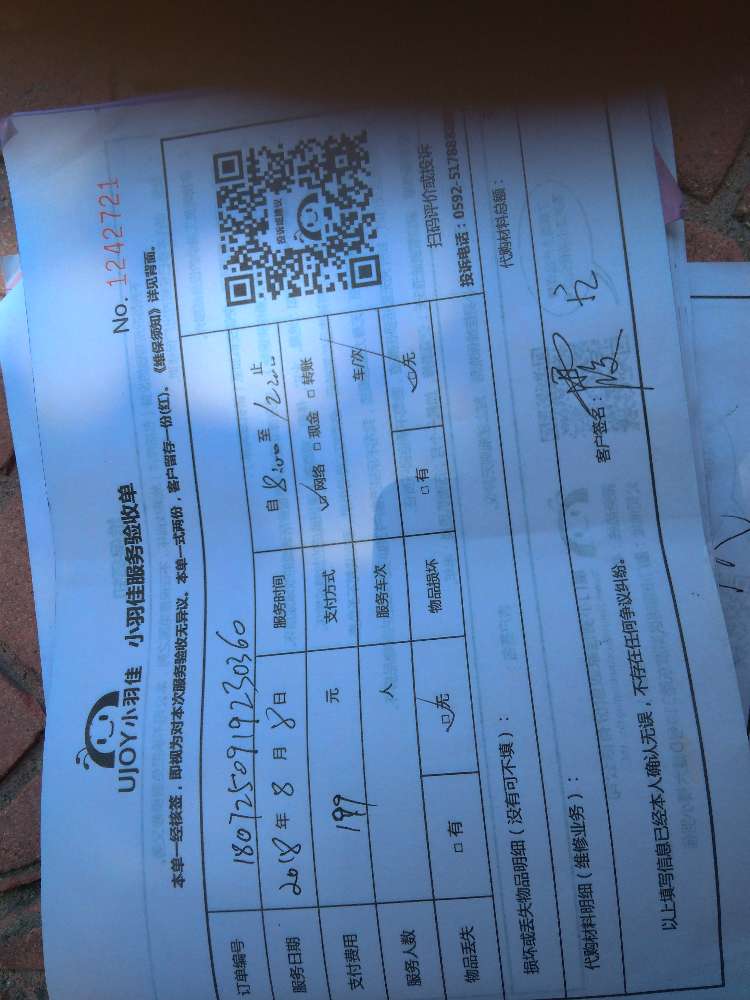 UJOY小羽佳 小羽佳服务验收单
No. 1242721
本单一经核签，即视为对本次服务验收无异议。本单一式两份，客户留存一份(红)。《维保须知》详见背面。
订单编号 180725091923036０
服务日期 2018 年 8 月 8 日 服务时间 自 8:00 至 12:00 止
支付费用 199 元 支付方式 ☑网络 □现金 □转账
服务人数 人 服务车次 车/次
物品丢失 □有 ☑无 物品损坏 □有 ☑无
投诉或建议
扫码评价或投诉
投诉电话：0592-51788
损坏或丢失物品明细（没有可不填）：
代购材料明细（维修业务）： 代购材料总额：
以上填写信息已经本人确认无误，不存在任何争议纠纷。 客户签名：